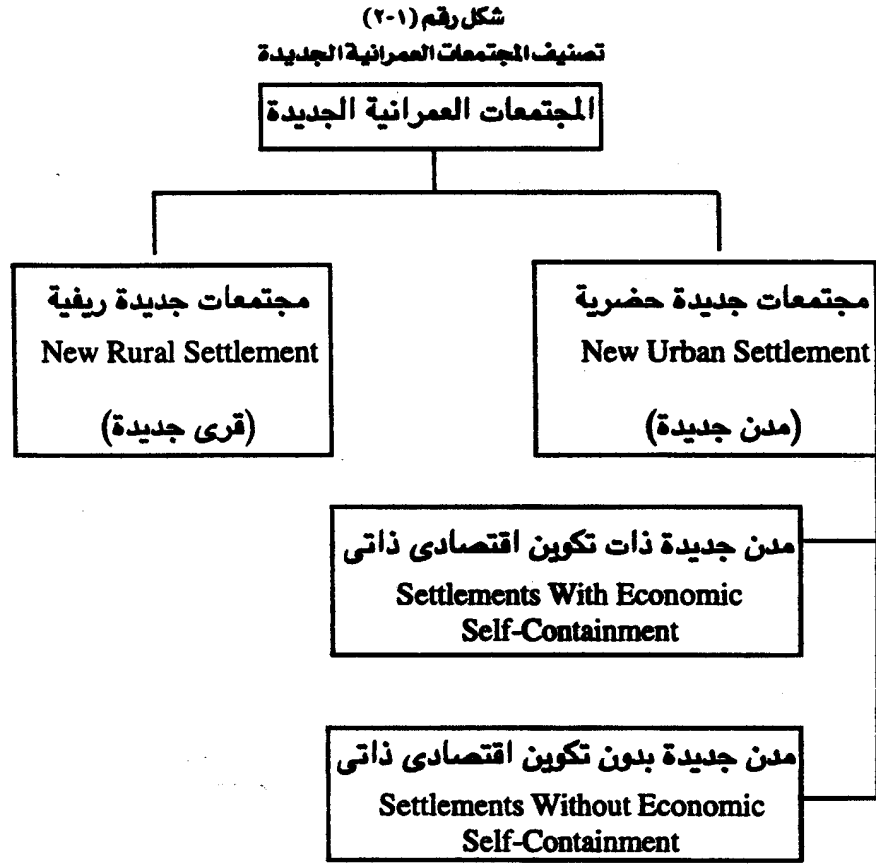 شكل رقم (١-٢)
تصنيف المجتمعات العمرانية الجديدة
المجتمعات العمرانية الجديدة
مجتمعات جديدة حضرية
New Urban Settlement
(مدن جديدة)
مجتمعات جديدة ريفية
New Rural Settlement
(قرى جديدة)
مدن جديدة ذات تكوين اقتصادى ذاتى
Settlements With Economic
Self-Containment
مدن جديدة بدون تكوين اقتصادى ذاتى
Settlements Without Economic
Self-Containment